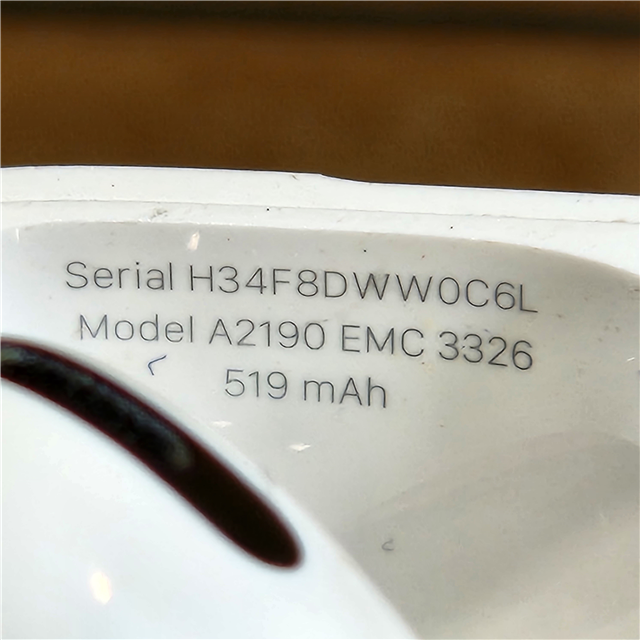 Serial H34F8DWW0C6L
Model A2190 EMC 3326
519 mAh